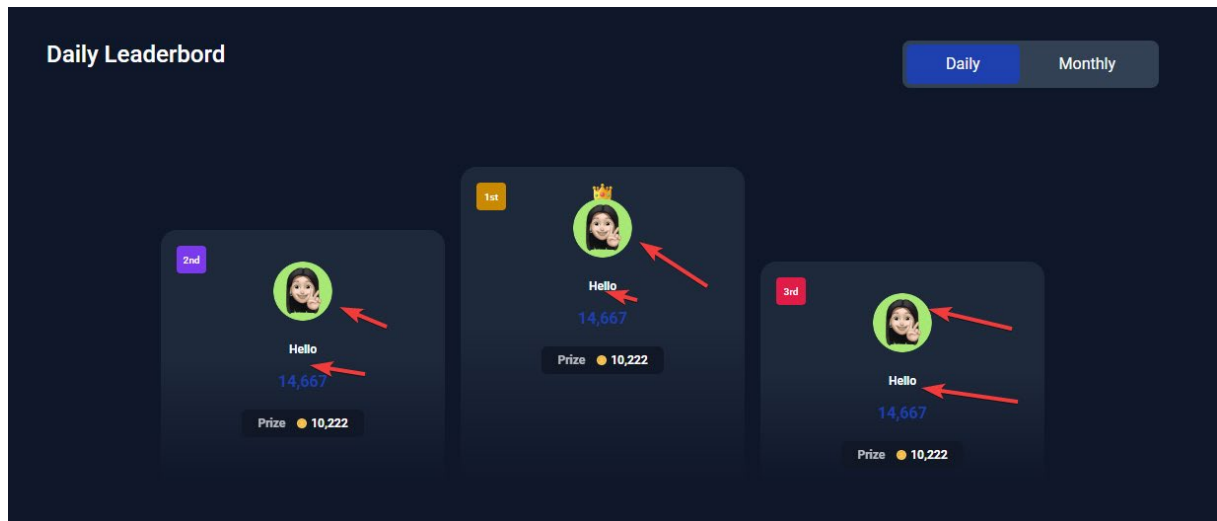 Daily Leaderbord
Daily Monthly
2nd
Hello
14,667
Prize 10,222
1st
Hello
14,667
Prize 10,222
3rd
Hello
14,667
Prize 10,222